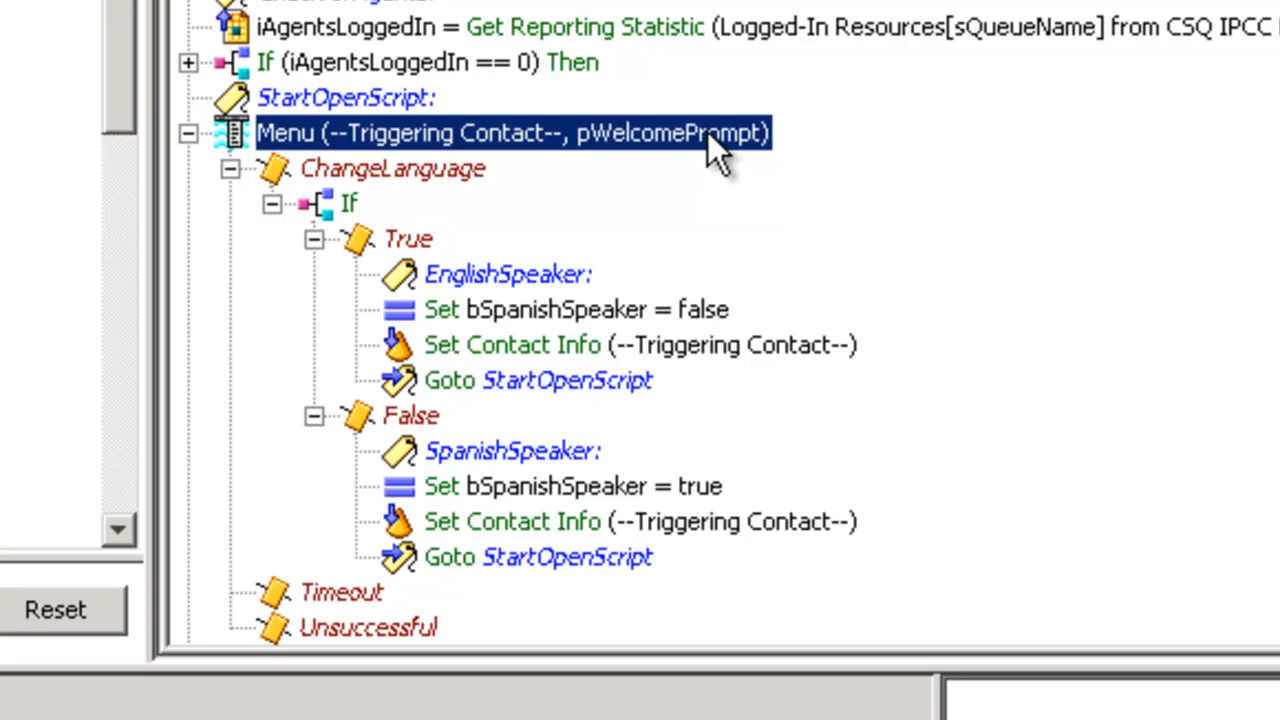 iAgentsLoggedIn = Get Reporting Statistic (Logged-In Resources[sQueueName] from CSQ IPCC
If (iAgentsLoggedIn == 0) Then
StartOpenScript:
Menu (--Triggering Contact--, pWelcomePrompt)
ChangeLanguage
If
True
EnglishSpeaker:
Set bSpanishSpeaker = false
Set Contact Info (--Triggering Contact--)
Goto StartOpenScript
False
SpanishSpeaker:
Set bSpanishSpeaker = true
Set Contact Info (--Triggering Contact--)
Goto StartOpenScript
Timeout
Reset
Unsuccessful